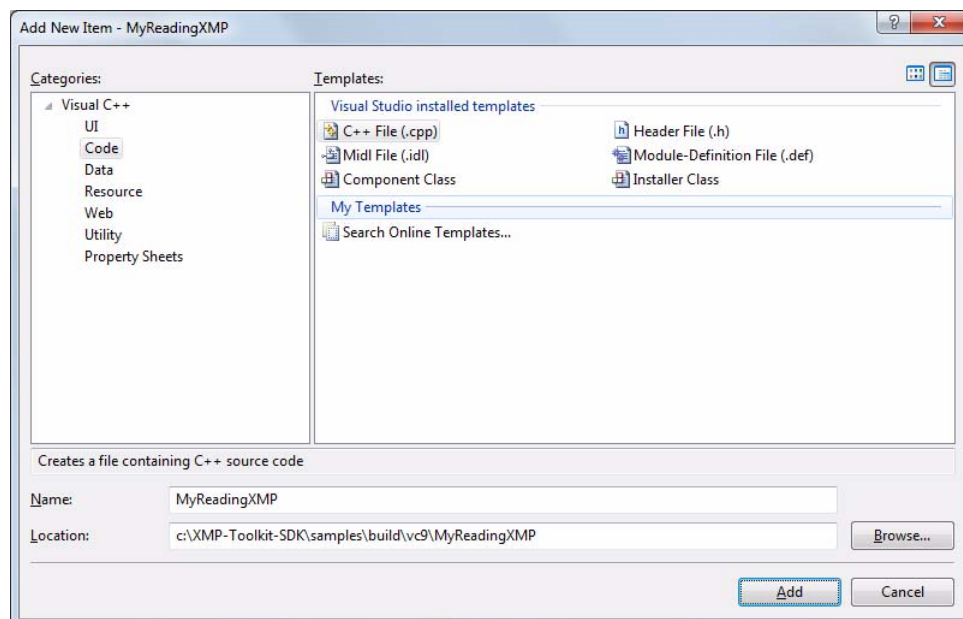 Add New Item - MyReadingXMP
Categories:
Templates:
Visual C++
UI
Code
Data
Resource
Web
Utility
Property Sheets
Visual Studio installed templates
C++ File (.cpp)
Header File (.h)
Midl File (.idl)
Module-Definition File (.def)
Component Class
Installer Class
My Templates
Search Online Templates...
Creates a file containing C++ source code
Name:
MyReadingXMP
Location:
c:\XMP-Toolkit-SDK\samples\build\vc9\MyReadingXMP
Browse...
Add
Cancel